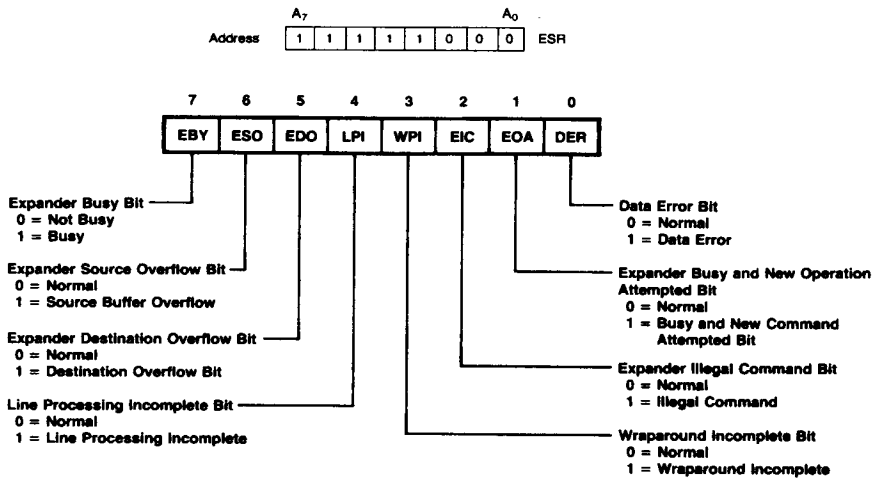 A7 A0
Address 1 1 1 1 1 0 0 0 ESR
7 6 5 4 3 2 1 0
EBY ESO EDO LPI WPI EIC EOA DER
Expander Busy Bit
0 = Not Busy
1 = Busy
Expander Source Overflow Bit
0 = Normal
1 = Source Buffer Overflow
Expander Destination Overflow Bit
0 = Normal
1 = Destination Overflow Bit
Line Processing Incomplete Bit
0 = Normal
1 = Line Processing Incomplete
Data Error Bit
0 = Normal
1 = Data Error
Expander Busy and New Operation
Attempted Bit
0 = Normal
1 = Busy and New Command
Attempted Bit
Expander Illegal Command Bit
0 = Normal
1 = Illegal Command
Wraparound Incomplete Bit
0 = Normal
1 = Wraparound Incomplete